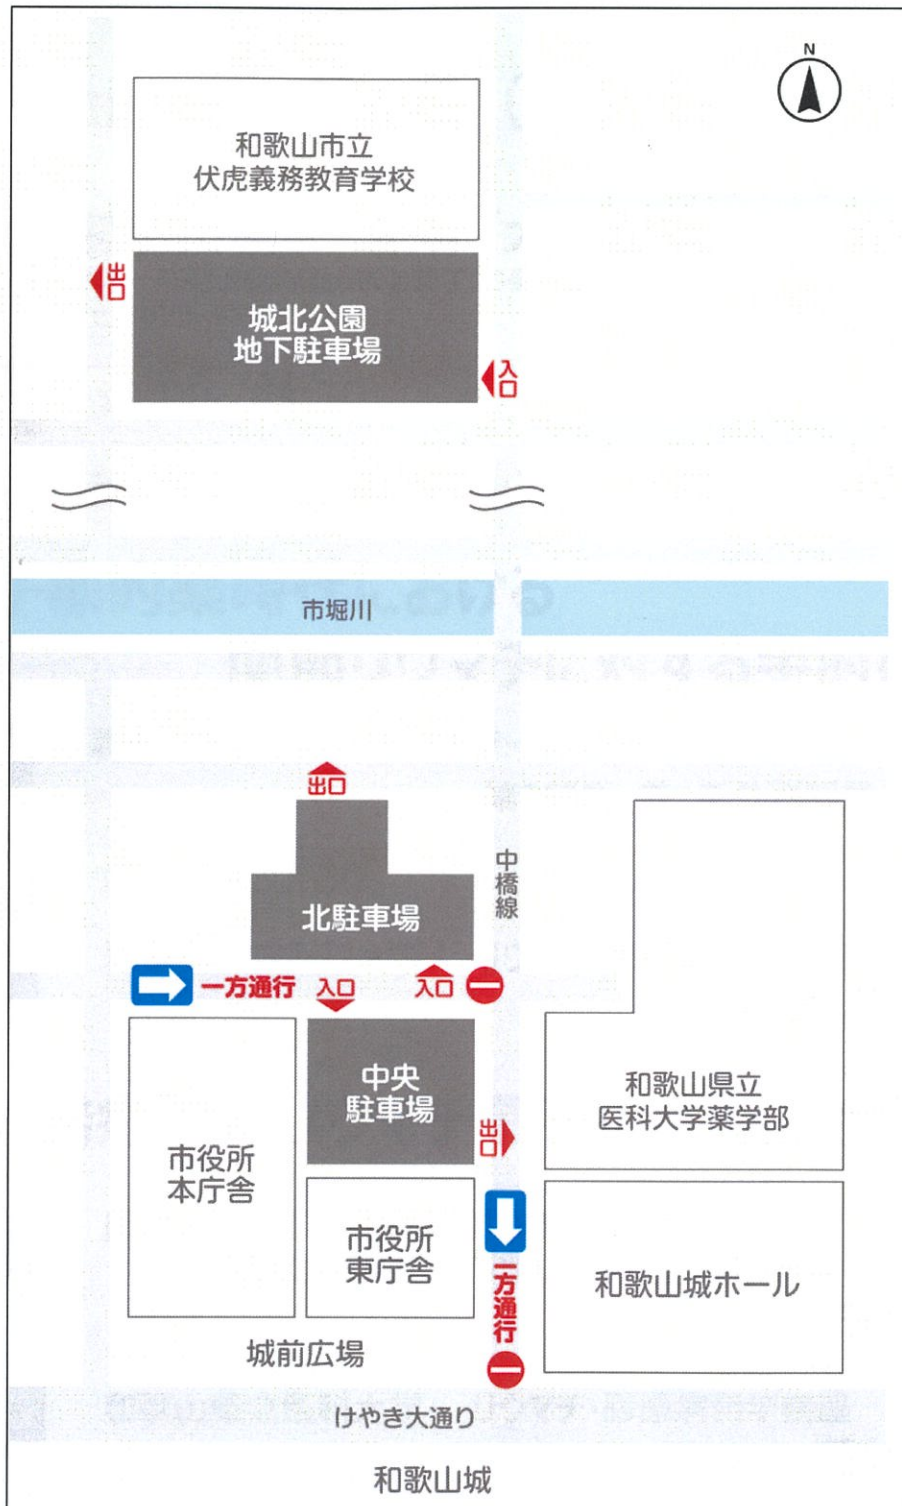 N
和歌山市立
伏虎義務教育学校
出口
城北公園
地下駐車場
入口
市堀川
出口
中橋線
北駐車場
一方通行
入口
入口
中央
駐車場
出口
和歌山県立
医科大学薬学部
市役所
本庁舎
市役所
東庁舎
一方通行
和歌山城ホール
城前広場
けやき大通り
和歌山城